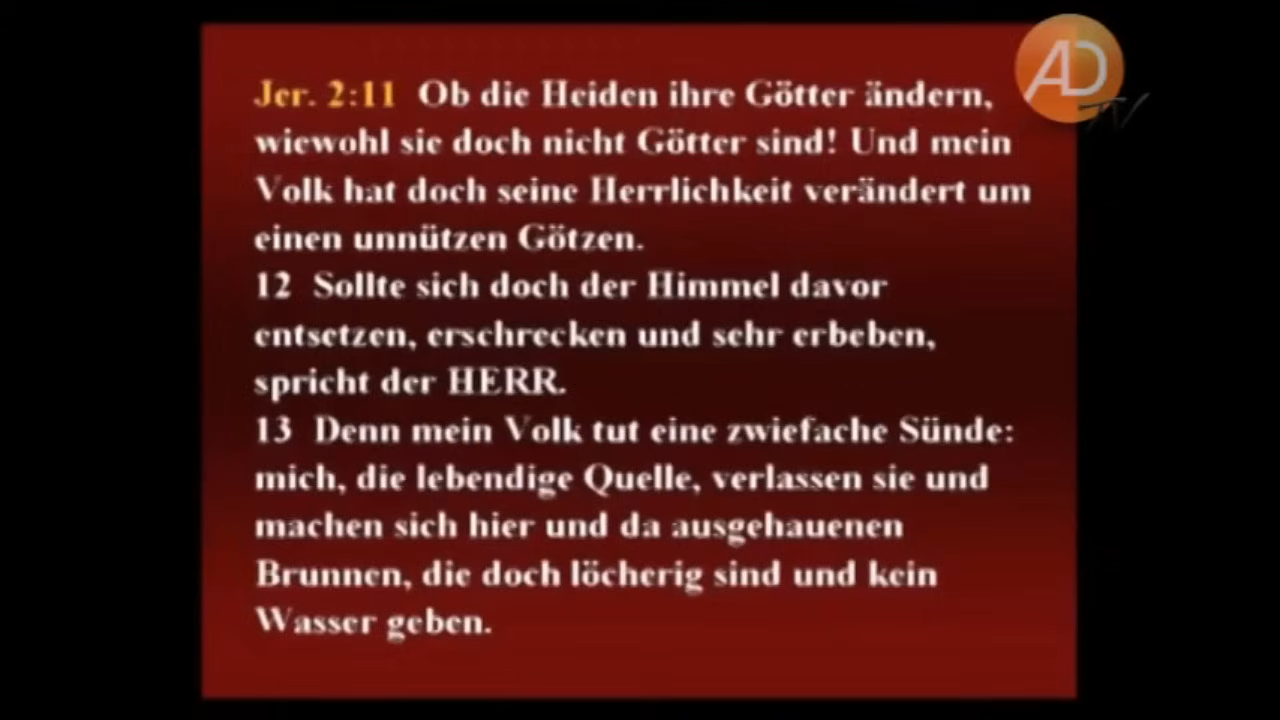 Jer. 2:11 Ob die Heiden ihre Götter ändern,
wiewohl sie doch nicht Götter sind! Und mein
Volk hat doch seine Herrlichkeit verändert um
einen unnützen Götzen.
12 Sollte sich doch der Himmel davor
entsetzen, erschrecken und sehr erbeben,
spricht der HERR.
13 Denn mein Volk tut eine zwiefache Sünde:
mich, die lebendige Quelle, verlassen sie und
machen sich hier und da ausgehauenen
Brunnen, die doch löcherig sind und kein
Wasser geben.
AD
TV